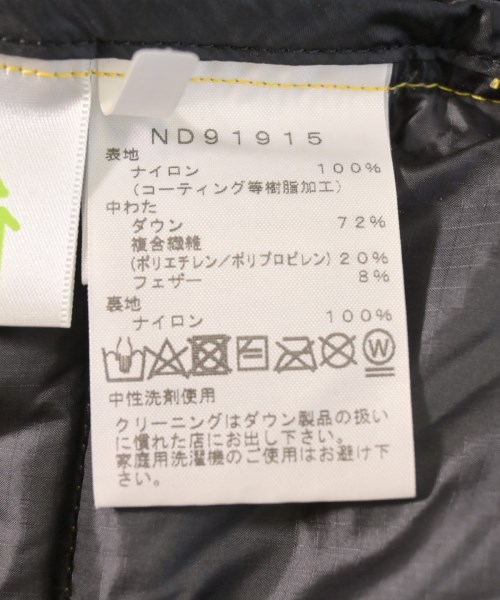 ND91915
表地
ナイロン 100%
(コーティング等樹脂加工)
中わた
ダウン 72%
複合繊維
(ポリエチレン/ポリプロピレン) 20%
フェザー 8%
裏地
ナイロン 100%
W
中性洗剤使用
クリーニングはダウン製品の扱い
に慣れた店にお出し下さい。
家庭用洗濯機のご使用はお避け下
さい。